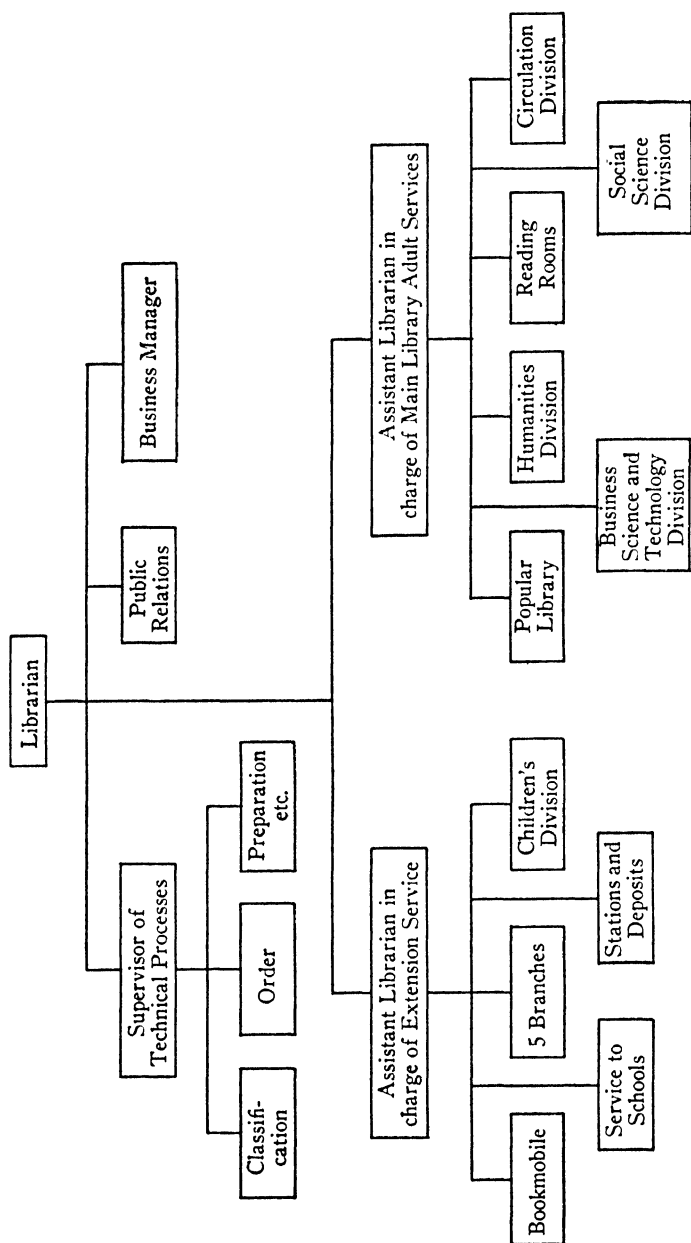 Librarian
Supervisor of
Technical Processes
Public
Relations
Business Manager
Classifi-
cation
Order
Preparation
etc.
Assistant Librarian in
charge of Extension Service
Assistant Librarian in
charge of Main Library Adult Services
Bookmobile
5 Branches
Children's
Division
Service to
Schools
Stations and
Deposits
Popular
Library
Humanities
Division
Reading
Rooms
Circulation
Division
Business
Science and
Technology
Division
Social
Science
Division